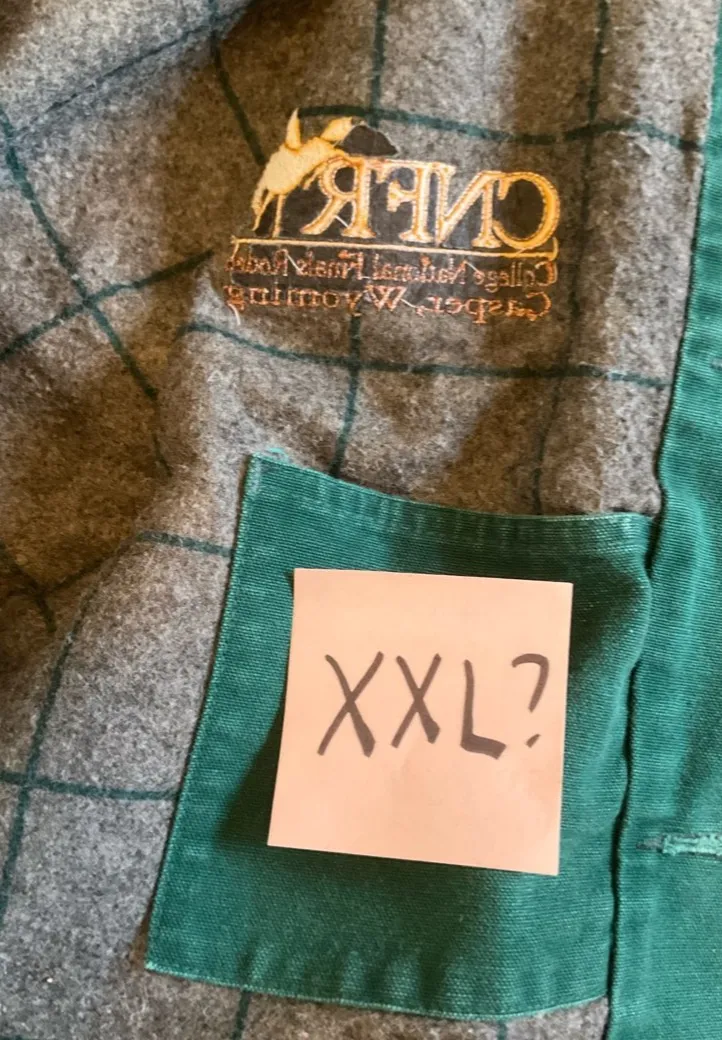 CNFR
College National Finals Rodeo
Casper, Wyoming
XXL?